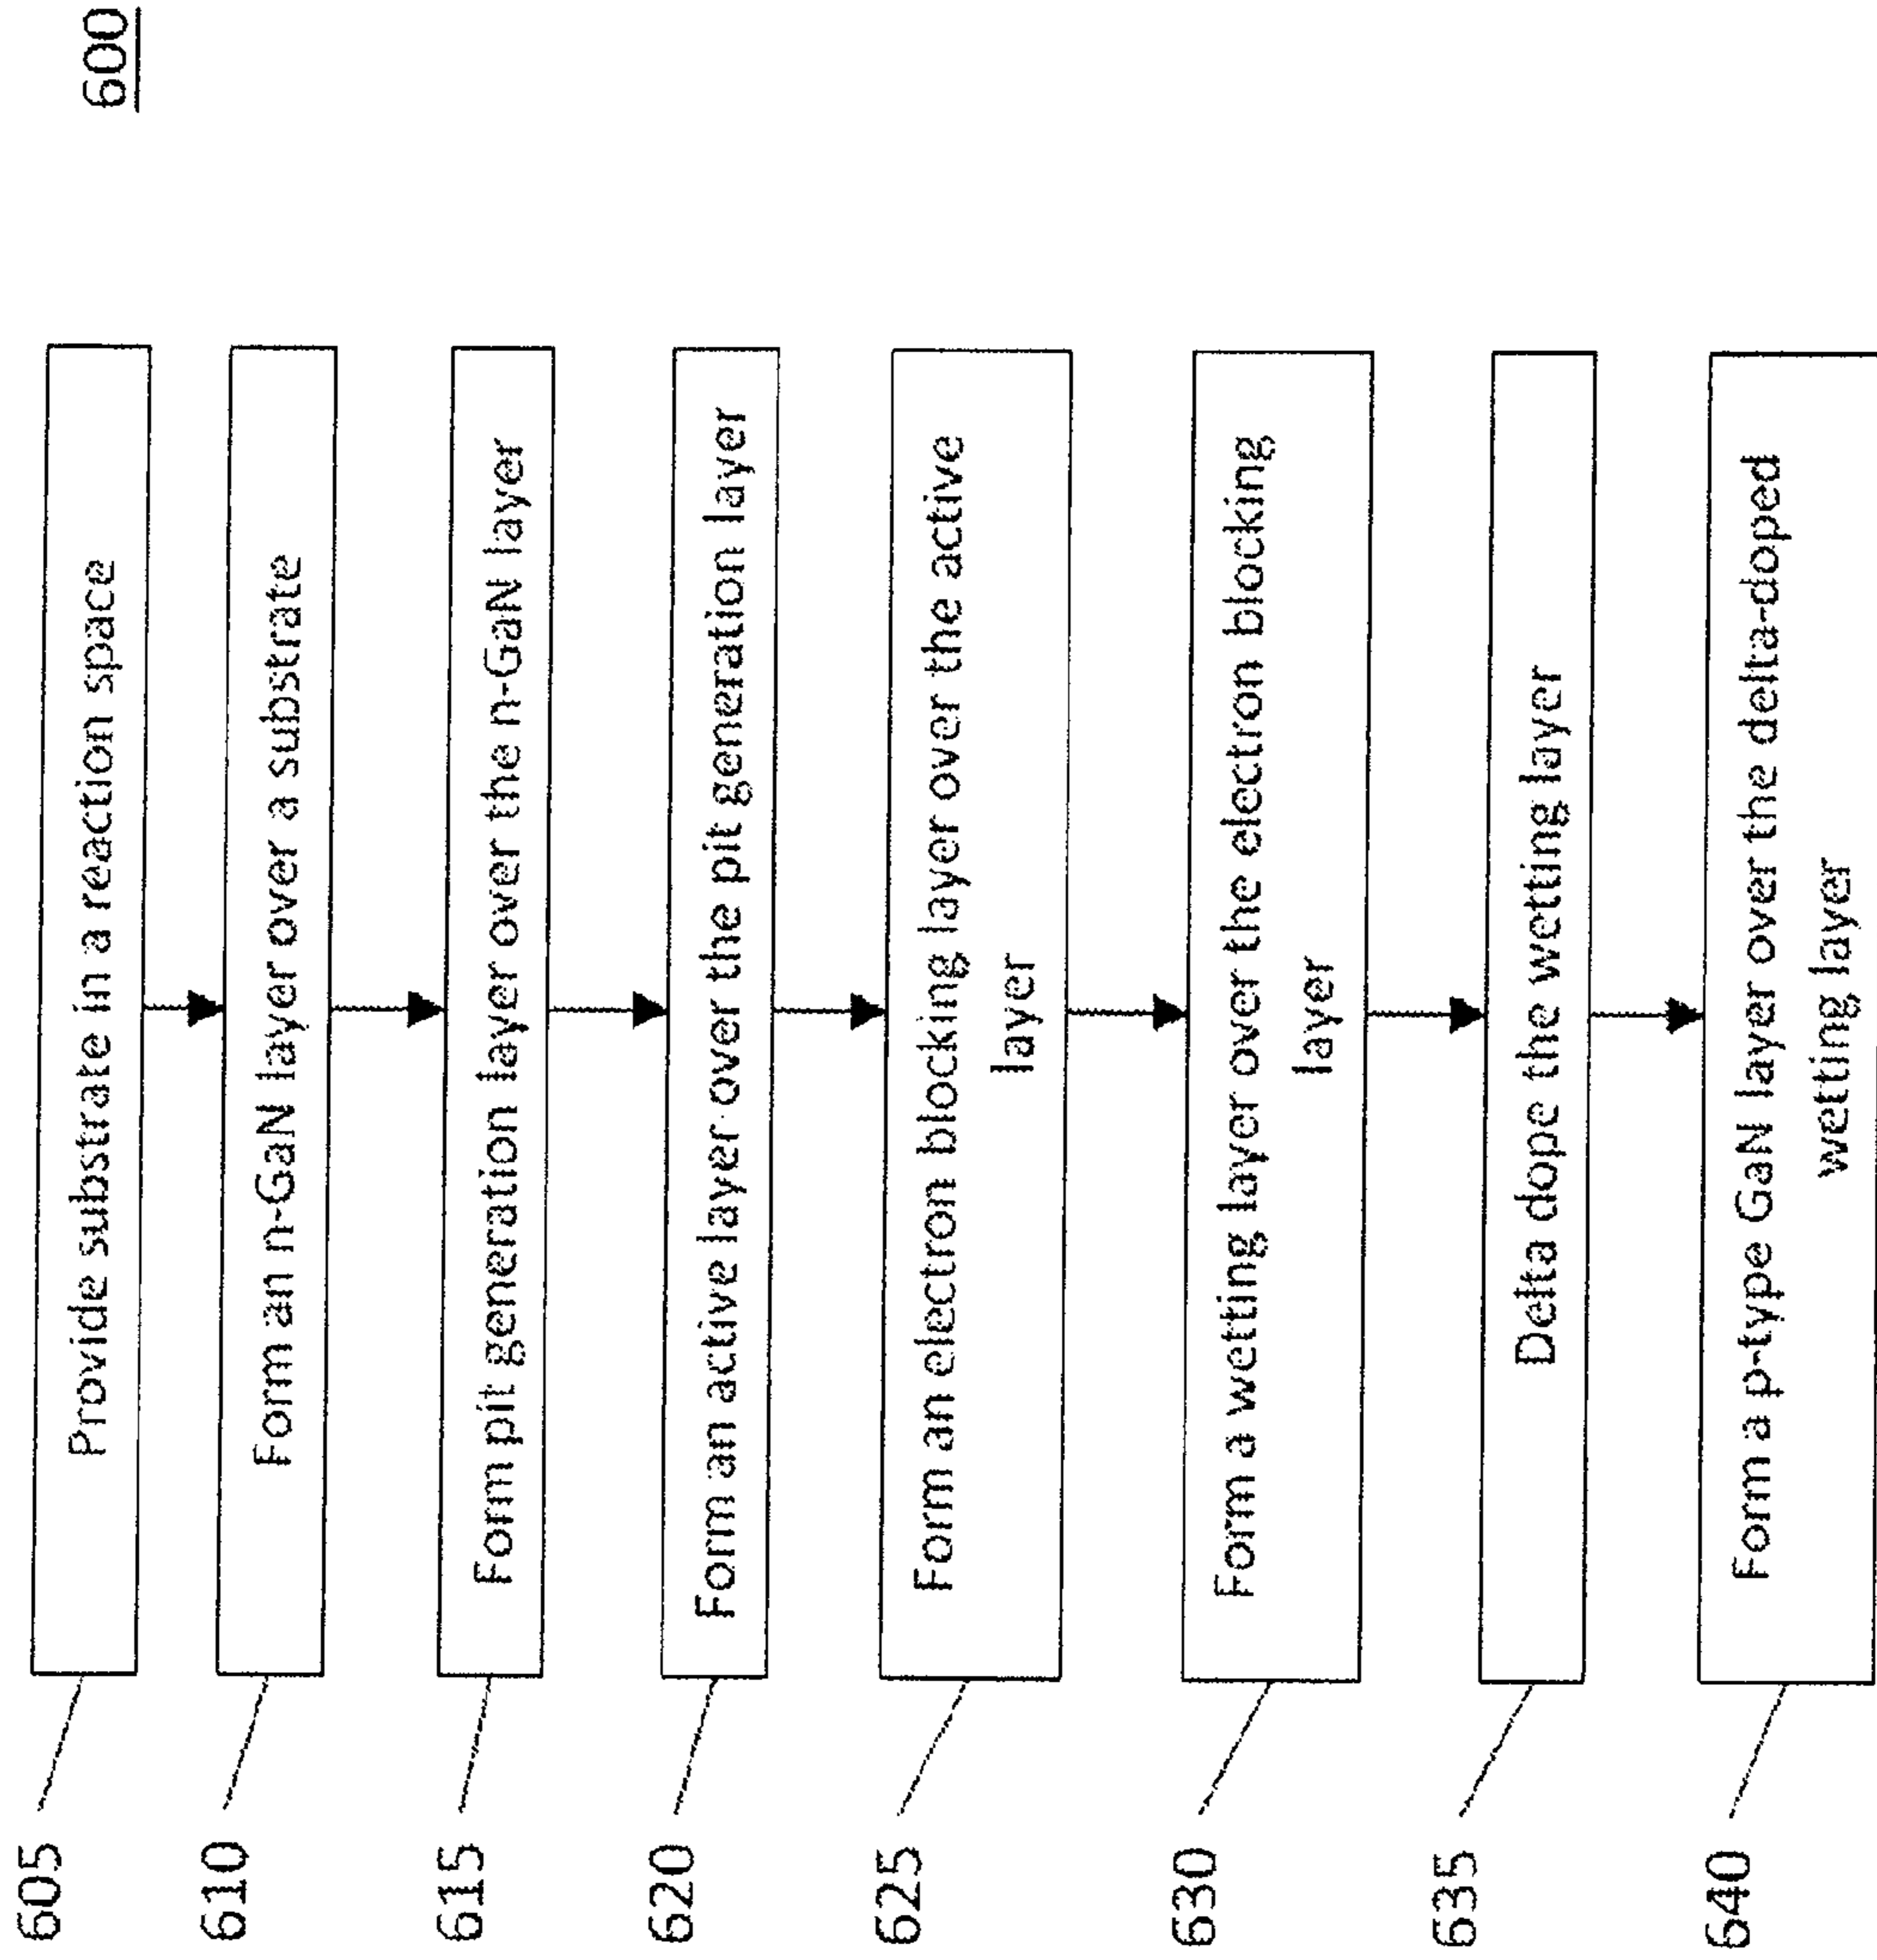 600
605
Provide substrate in a reaction space
610
Form an n-GaN layer over a substrate
615
Form pit generation layer over the n-GaN layer
620
Form an active layer over the pit generation layer
625
Form an electron blocking layer over the active
layer
630
Form a wetting layer over the electron blocking
layer
635
Delta dope the wetting layer
640
Form a p-type GaN layer over the delta-doped
wetting layer